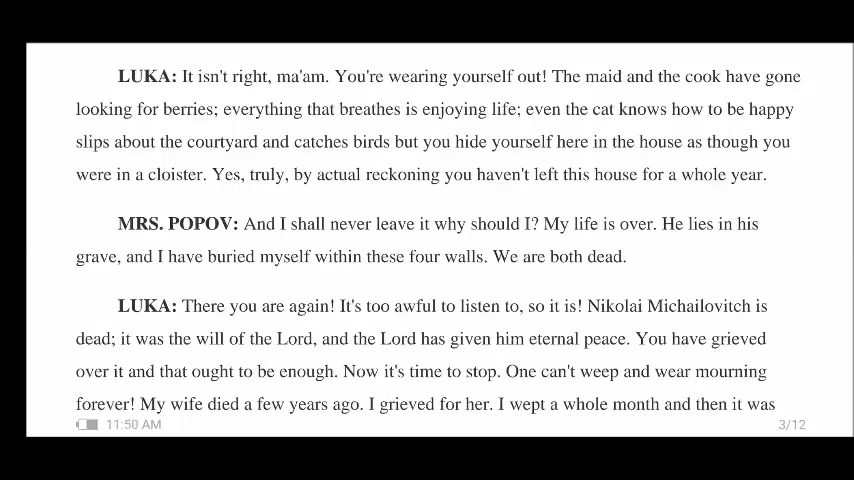 LUKA: It isn't right, ma'am. You're wearing yourself out! The maid and the cook have gone
looking for berries; everything that breathes is enjoying life; even the cat knows how to be happy
slips about the courtyard and catches birds but you hide yourself here in the house as though you
were in a cloister. Yes, truly, by actual reckoning you haven't left this house for a whole year.
MRS. POPOV: And I shall never leave it why should I? My life is over. He lies in his
grave, and I have buried myself within these four walls. We are both dead.
LUKA: There you are again! It's too awful to listen to, so it is! Nikolai Michailovitch is
dead; it was the will of the Lord, and the Lord has given him eternal peace. You have grieved
over it and that ought to be enough. Now it's time to stop. One can't weep and wear mourning
forever! My wife died a few years ago. I grieved for her. I wept a whole month and then it was
11:50 AM 3/12